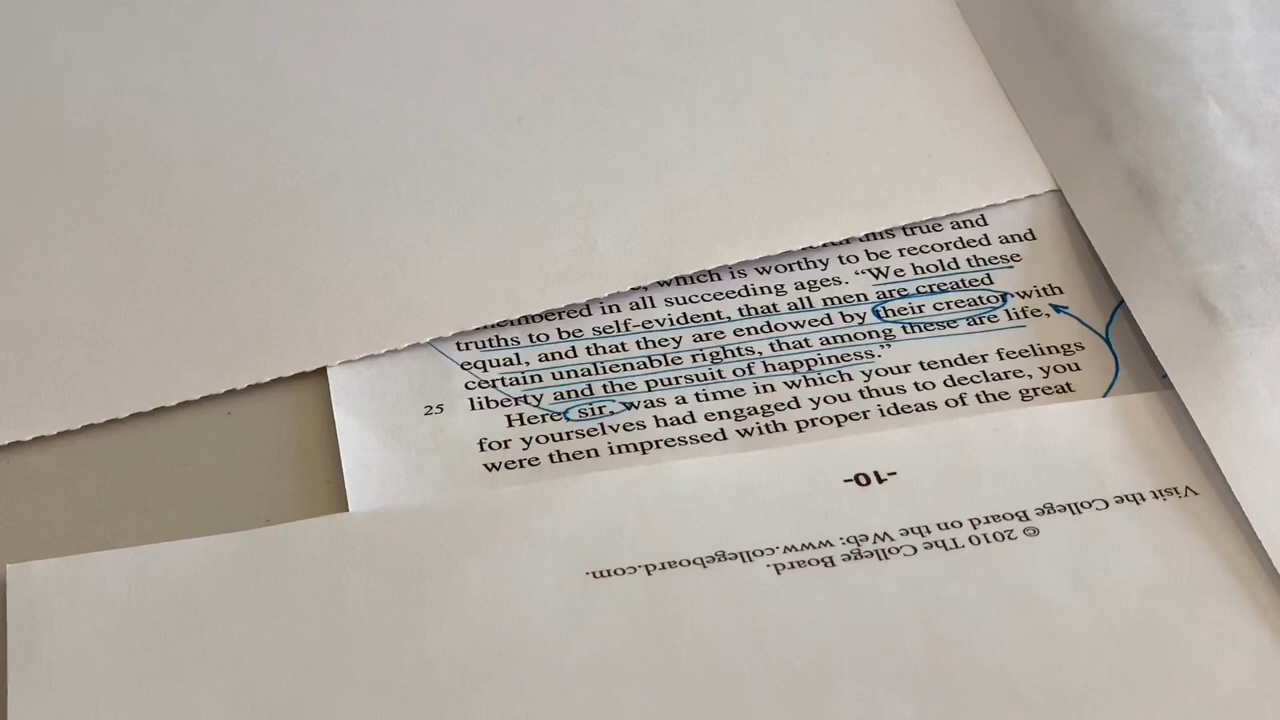 this true and
which is worthy to be recorded and
remembered in all succeeding ages. “We hold these
truths to be self-evident, that all men are created
equal, and that they are endowed by their creator with
certain unalienable rights, that among these are life,
liberty and the pursuit of happiness.”
25 Here, sir, was a time in which your tender feelings
for yourselves had engaged you thus to declare, you
were then impressed with proper ideas of the great
-10-
© 2010 The College Board.
Visit the College Board on the Web: www.collegeboard.com.